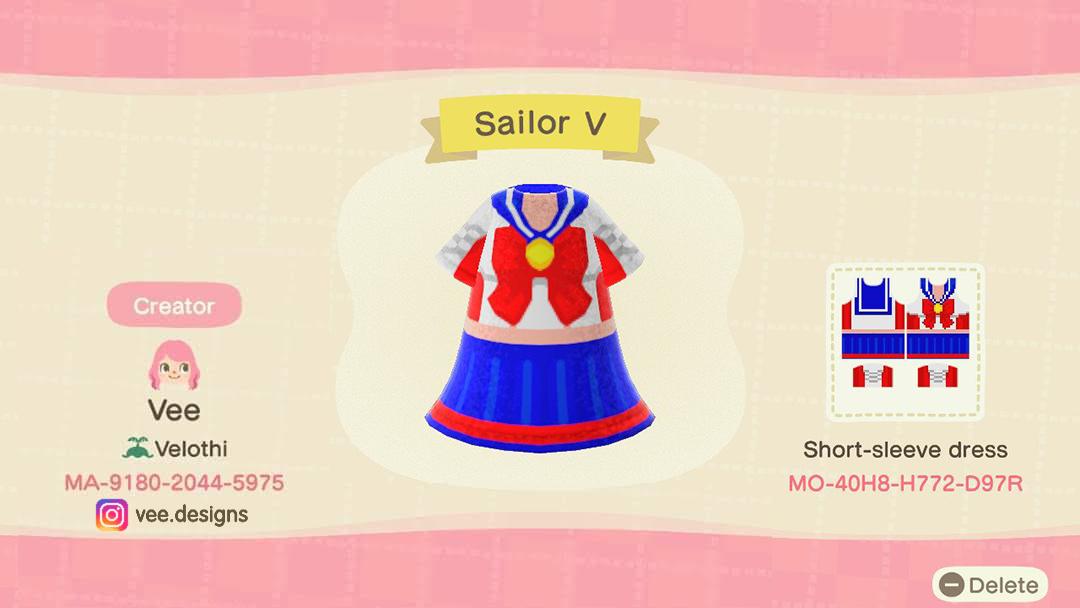 Sailor V
Creator
Vee
Velothi
MA-9180-2044-5975
vee.designs
Short-sleeve dress
MO-40H8-H772-D97R
Delete